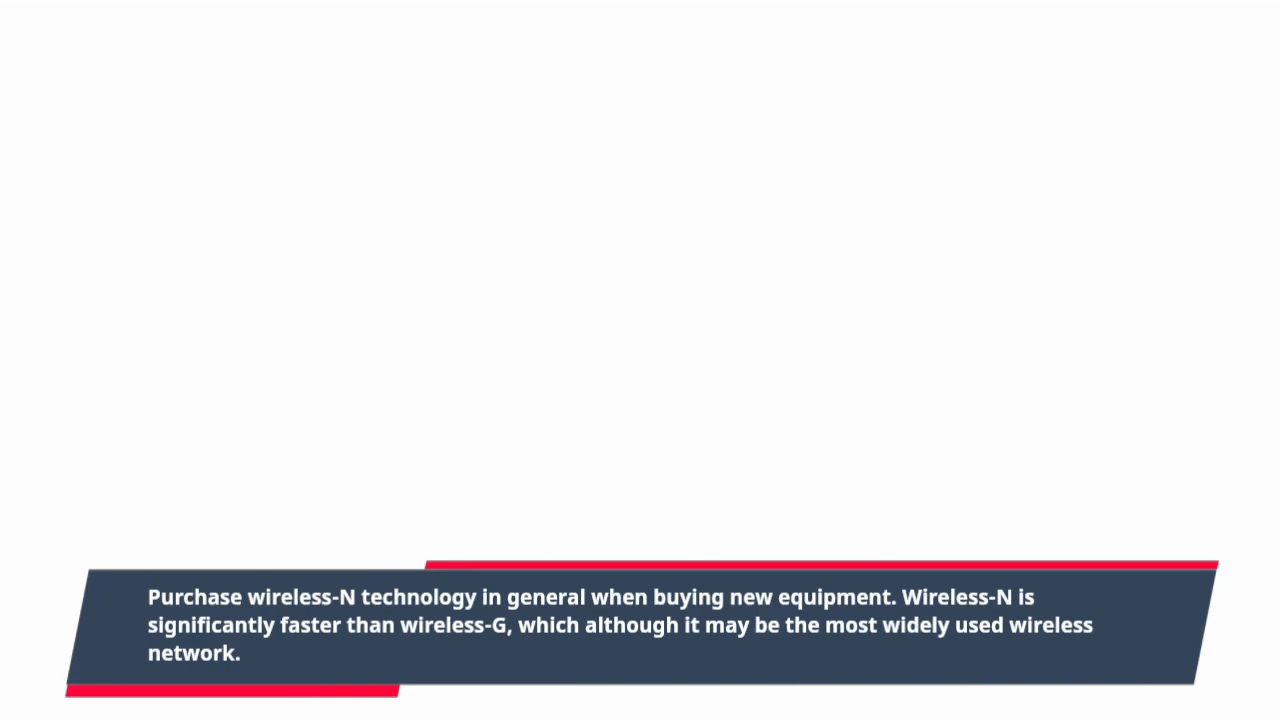 Purchase wireless-N technology in general when buying new equipment. Wireless-N is
significantly faster than wireless-G, which although it may be the most widely used wireless
network.